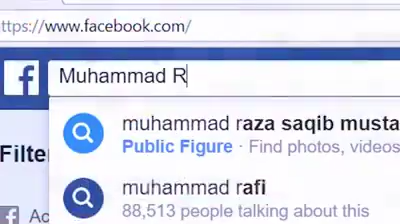 ttps://www.facebook.com/
f Muhammad R
muhammad raza saqib musta
Public Figure · Find photos, videos
Filter
muhammad rafi
88,513 people talking about this
Ac